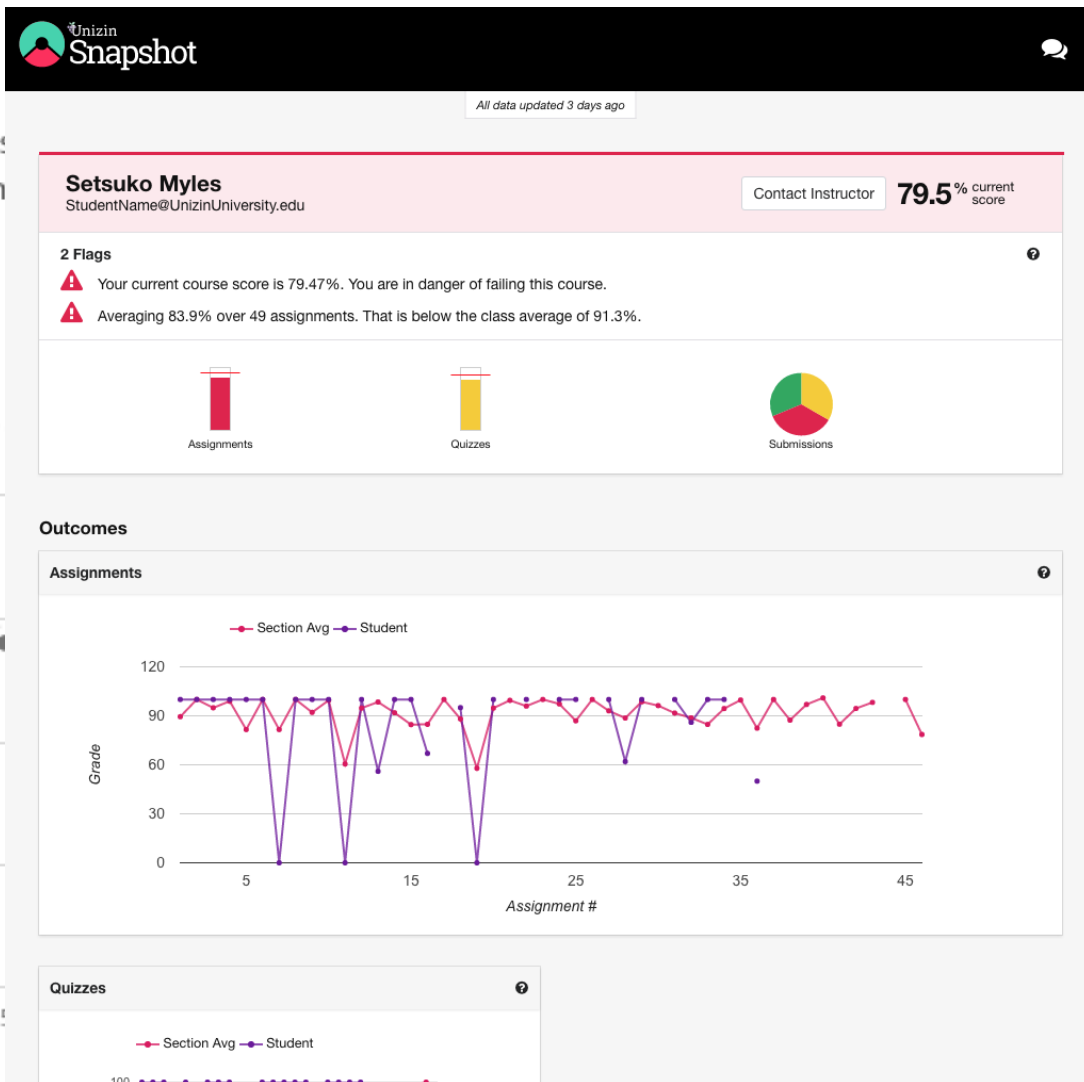 Unizin
Snapshot
All data updated 3 days ago
Setsuko Myles
StudentName@UnizinUniversity.edu
Contact Instructor
79.5 % current score
2 Flags
Your current course score is 79.47%. You are in danger of failing this course.
Averaging 83.9% over 49 assignments. That is below the class average of 91.3%.
Assignments
Quizzes
Submissions
Outcomes
Assignments
Section Avg
Student
120
90
60
30
0
Grade
5
15
25
35
45
Assignment #
Quizzes
Section Avg
Student
100